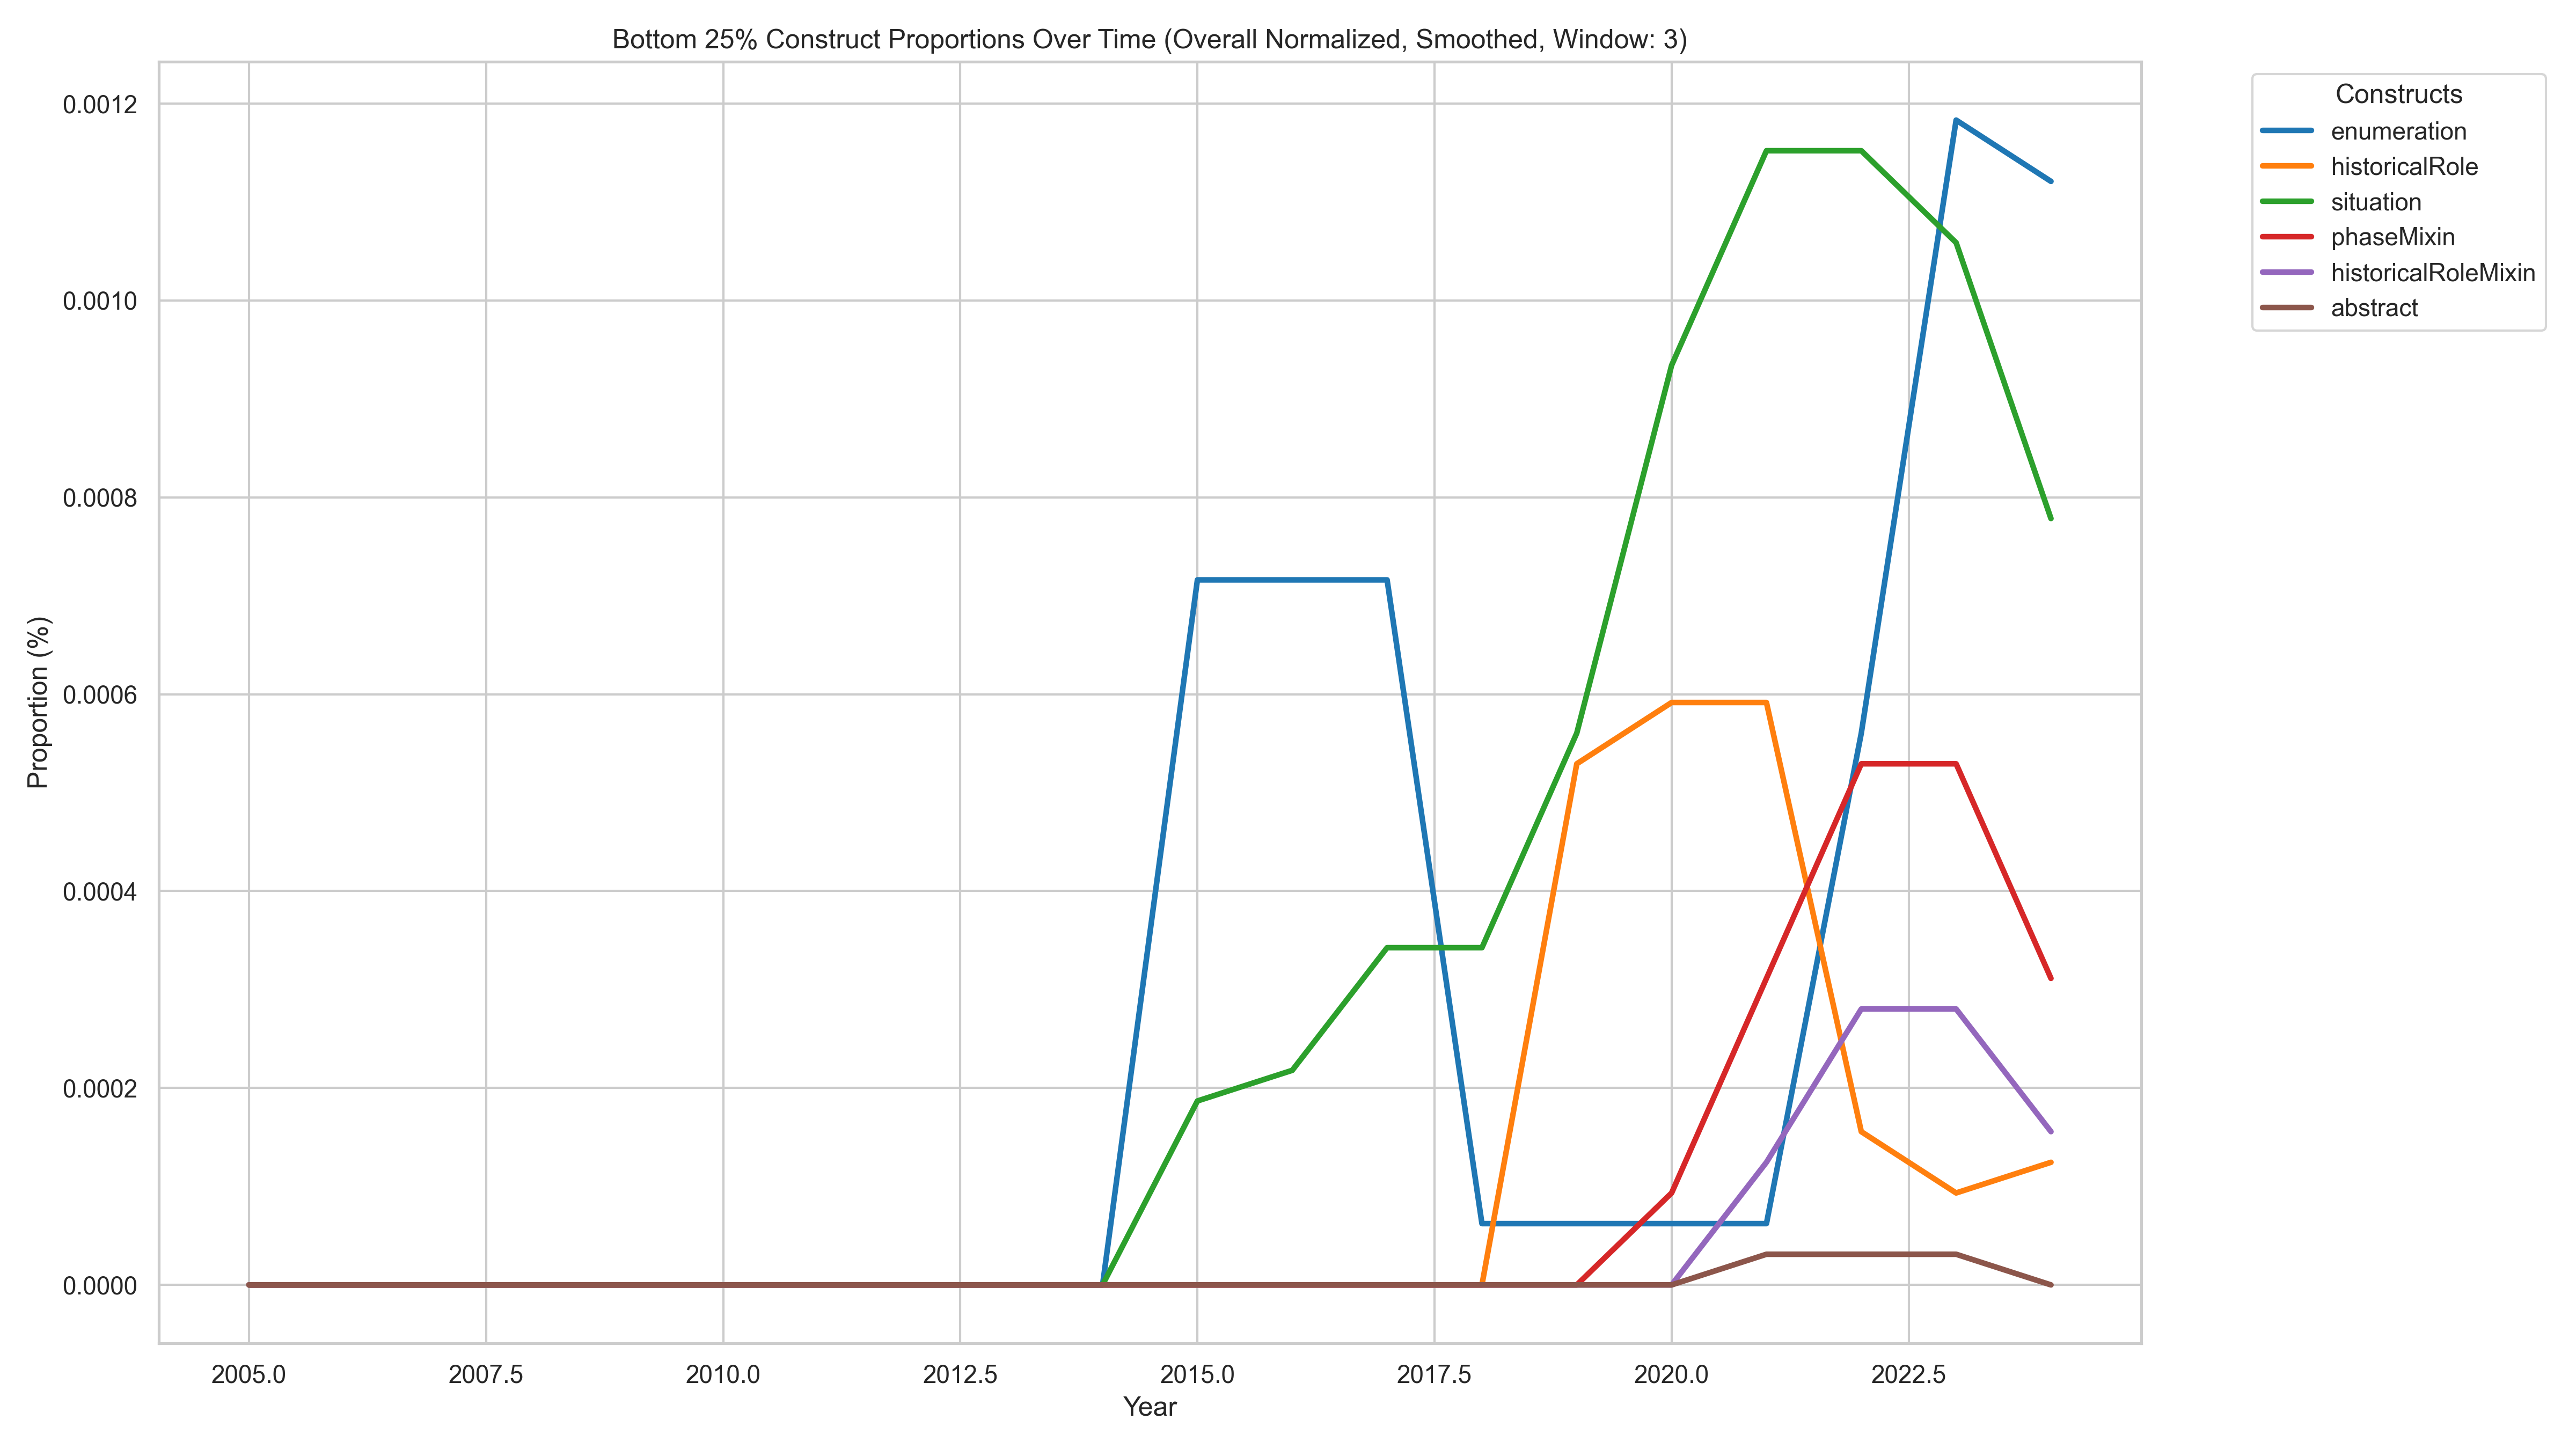 Bottom 25% Construct Proportions Over Time (Overall Normalized, Smoothed, Window: 3)
Constructs
enumeration
historicalRole
situation
phaseMixin
historicalRoleMixin
abstract
Proportion (%)
0.0012
0.0010
0.0008
0.0006
0.0004
0.0002
0.0000
2005.0 2007.5 2010.0 2012.5 2015.0 2017.5 2020.0 2022.5
Year